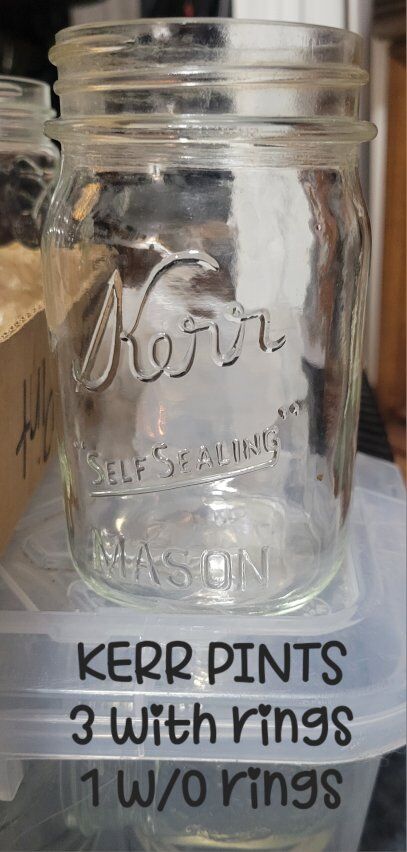 Kerr
"SELF SEALING"
MASON
KERR PINTS
3 with rings
1 w/o rings